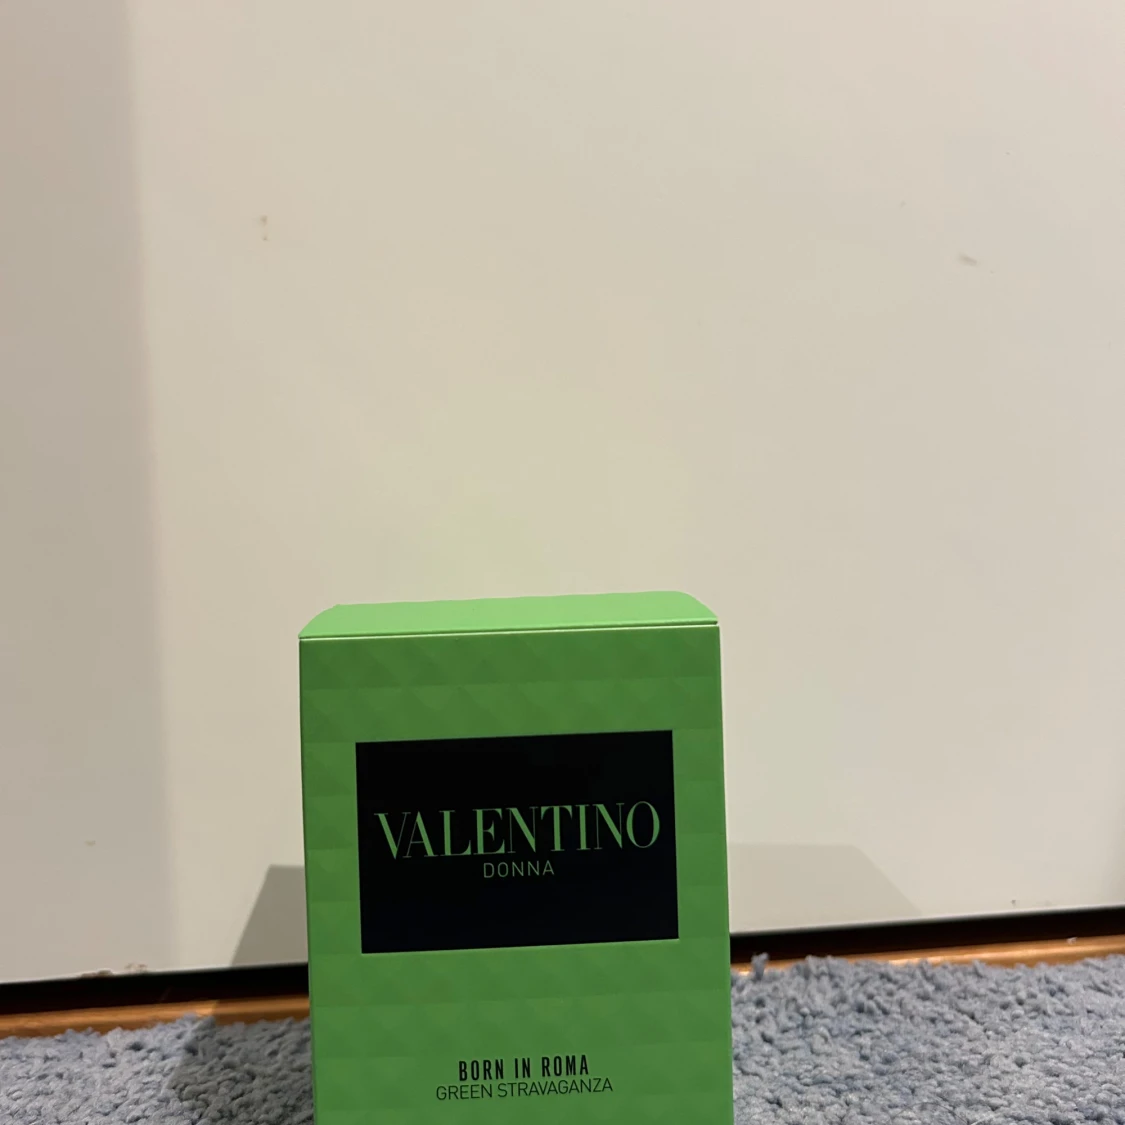 VALENTINO
DONNA
BORN IN ROMA
GREEN STRAVAGANZA